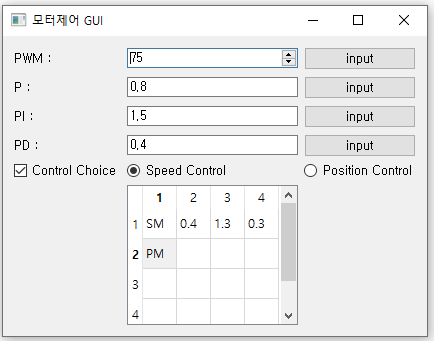 모터제어 GUI
PWM : 75 input
P : 0.8 input
PI : 1.5 input
PD : 0.4 input
Control Choice Speed Control Position Control
1 2 3 4
1 SM 0.4 1.3 0.3
2 PM
3
4